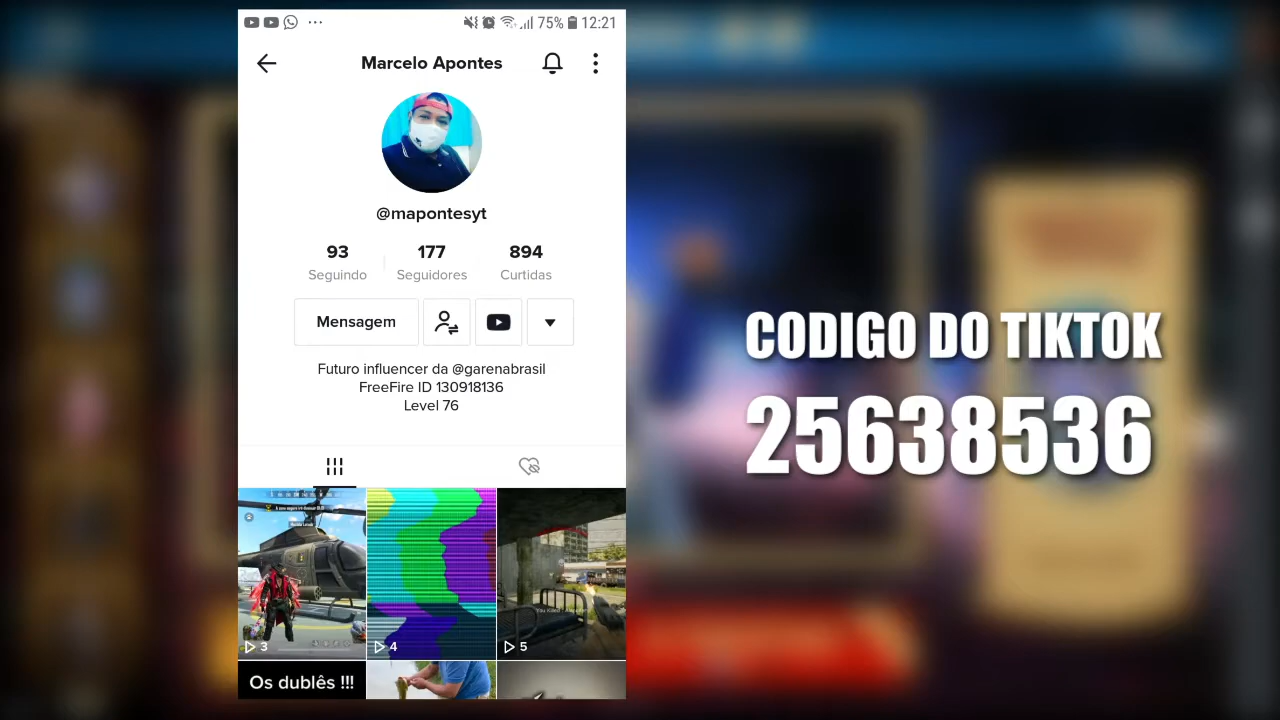 75% 12:21
Marcelo Apontes
@mapontesyt
93 177 894
Seguindo Seguidores Curtidas
Mensagem
Futuro influencer da @garenabrasil
FreeFire ID 130918136
Level 76
CODIGO DO TIKTOK
25638536
3 4 5
Os dublês !!!